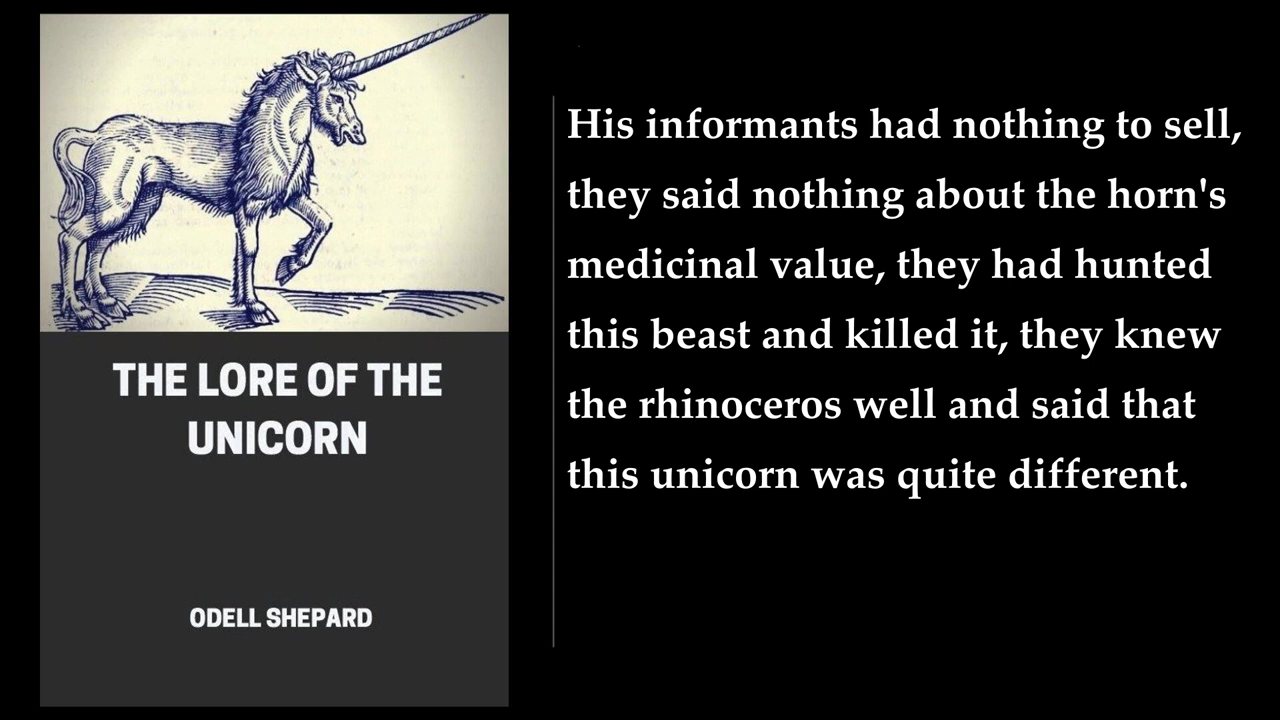 THE LORE OF THE
UNICORN
ODELL SHEPARD
His informants had nothing to sell,
they said nothing about the horn's
medicinal value, they had hunted
this beast and killed it, they knew
the rhinoceros well and said that
this unicorn was quite different.